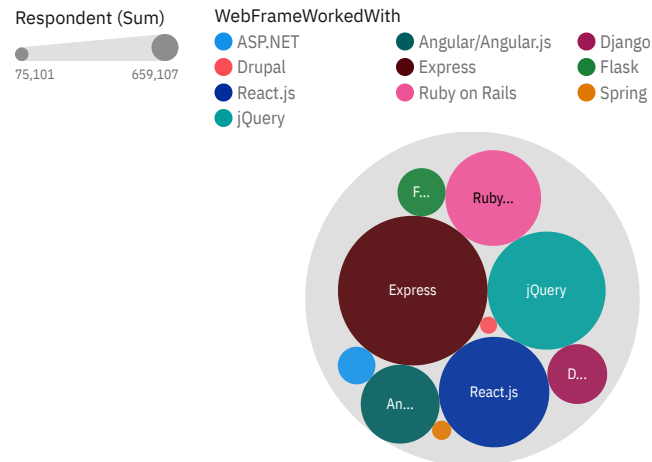 Respondent (Sum)
75,101 659,107
WebFrameWorkedWith
ASP.NET Angular/Angular.js Django
Drupal Express Flask
React.js Ruby on Rails Spring
jQuery
F...
Ruby...
Express
jQuery
D...
React.js
An...